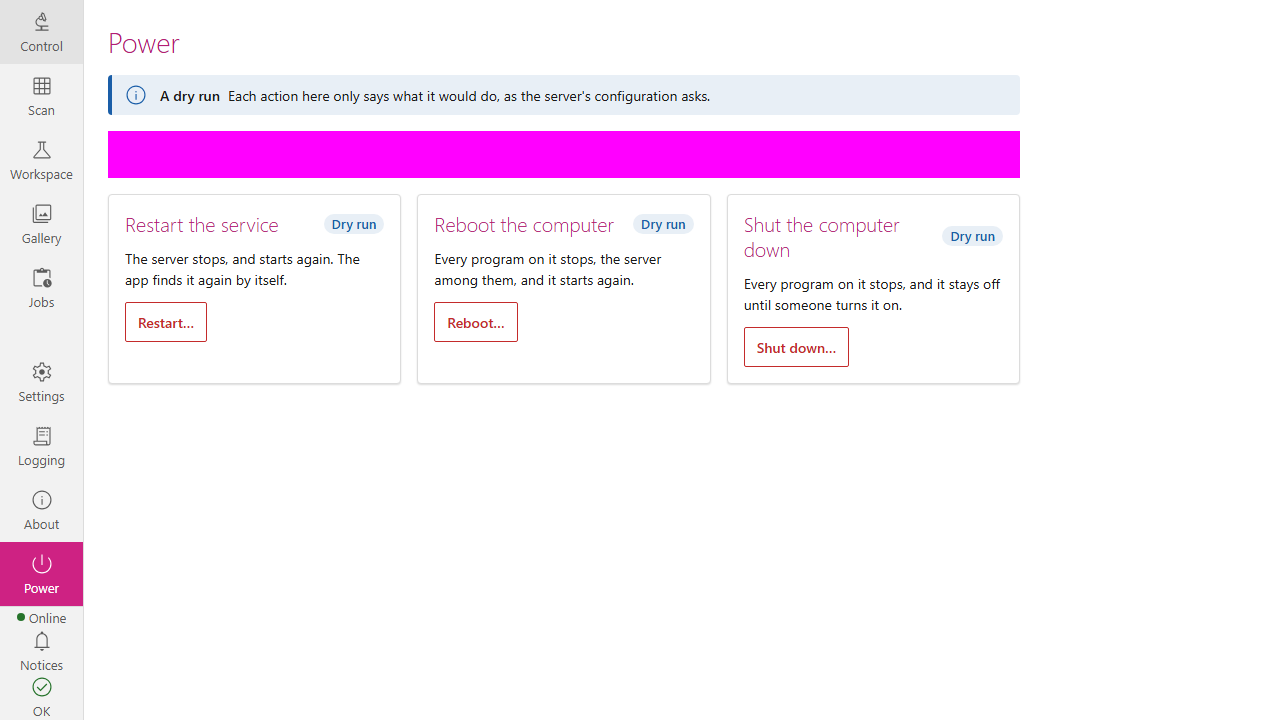 Control
Scan
Workspace
Gallery
Jobs
Settings
Logging
About
Power
Online
Notices
OK
Power
A dry run Each action here only says what it would do, as the server's configuration asks.
Restart the service
Dry run
The server stops, and starts again. The
app finds it again by itself.
Restart...
Reboot the computer
Dry run
Every program on it stops, the server
among them, and it starts again.
Reboot...
Shut the computer
down
Dry run
Every program on it stops, and it stays off
until someone turns it on.
Shut down...